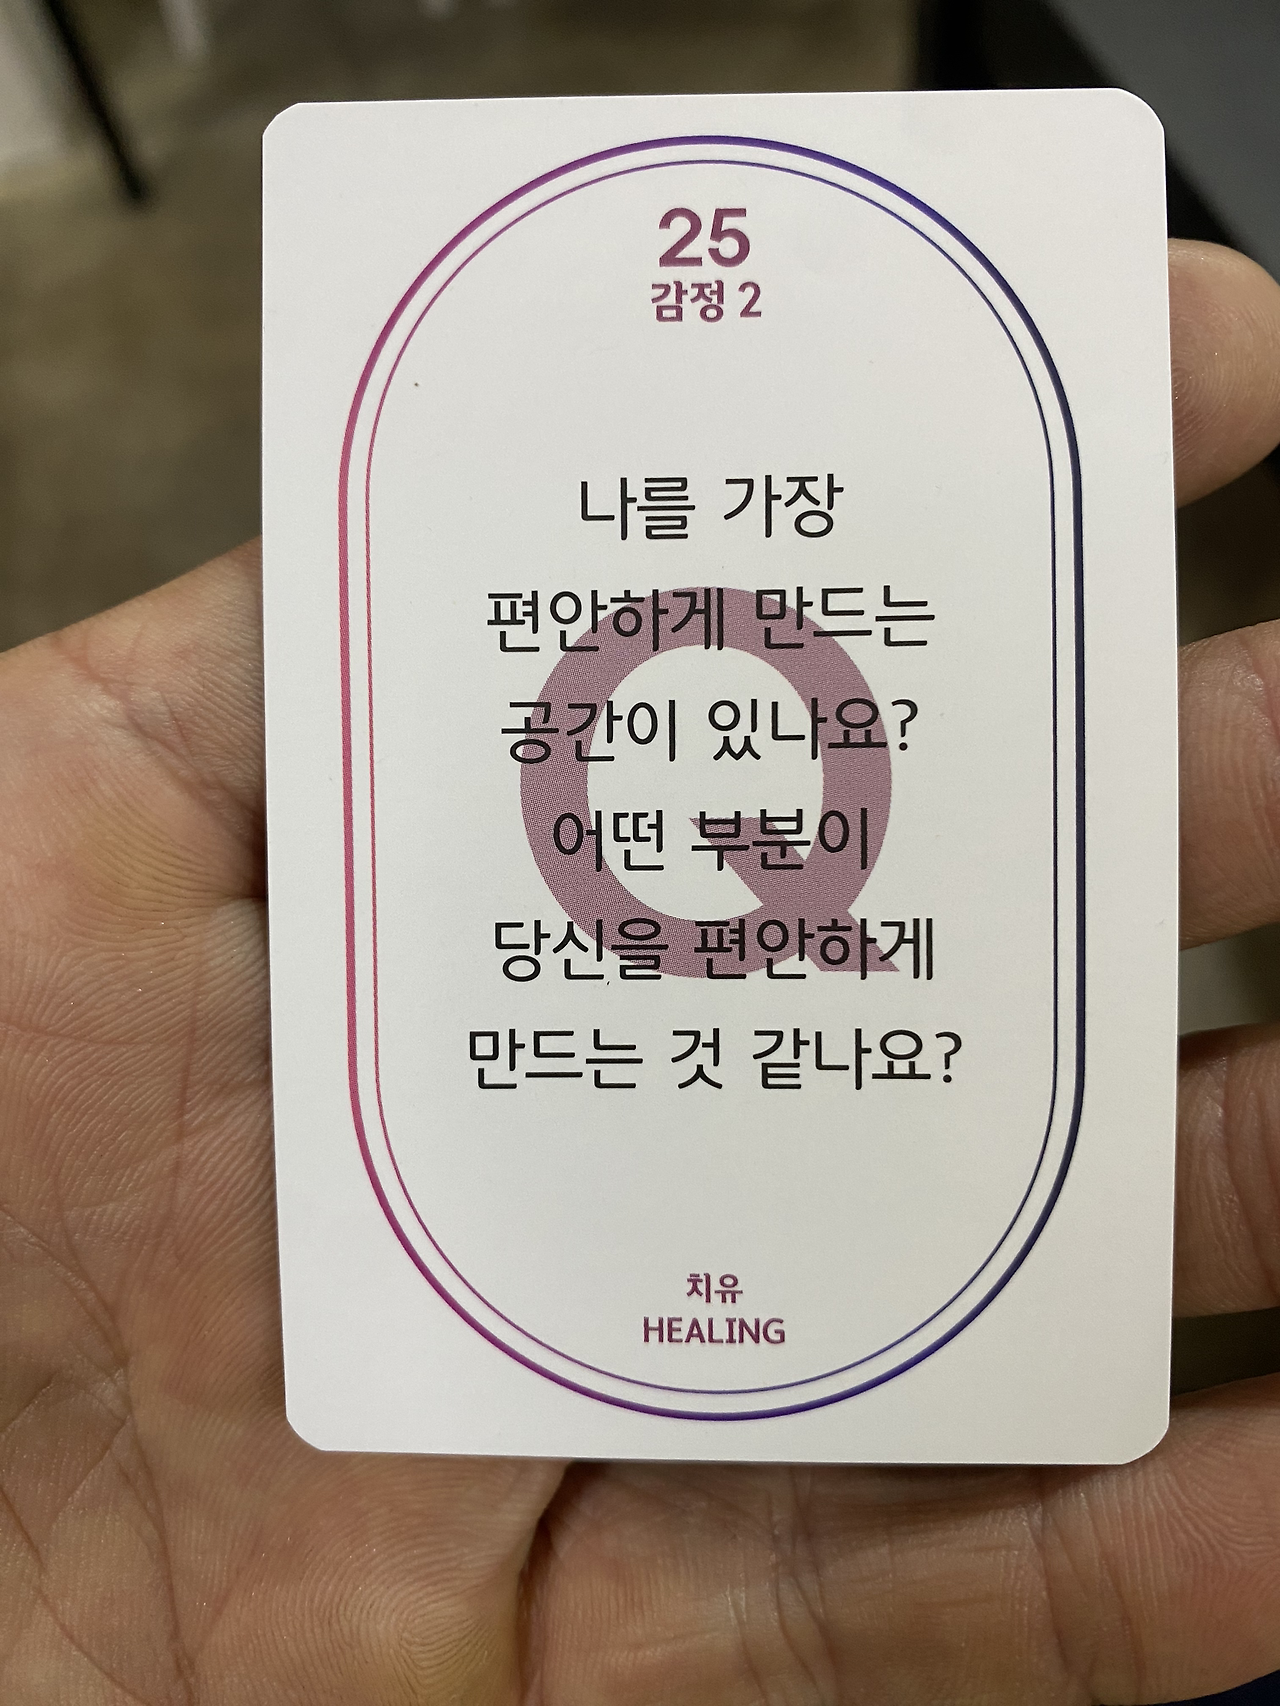 25
감정 2
나를 가장
편안하게 만드는
공간이 있나요?
어떤 부분이
당신을 편안하게
만드는 것 같나요?
Q
치유
HEALING